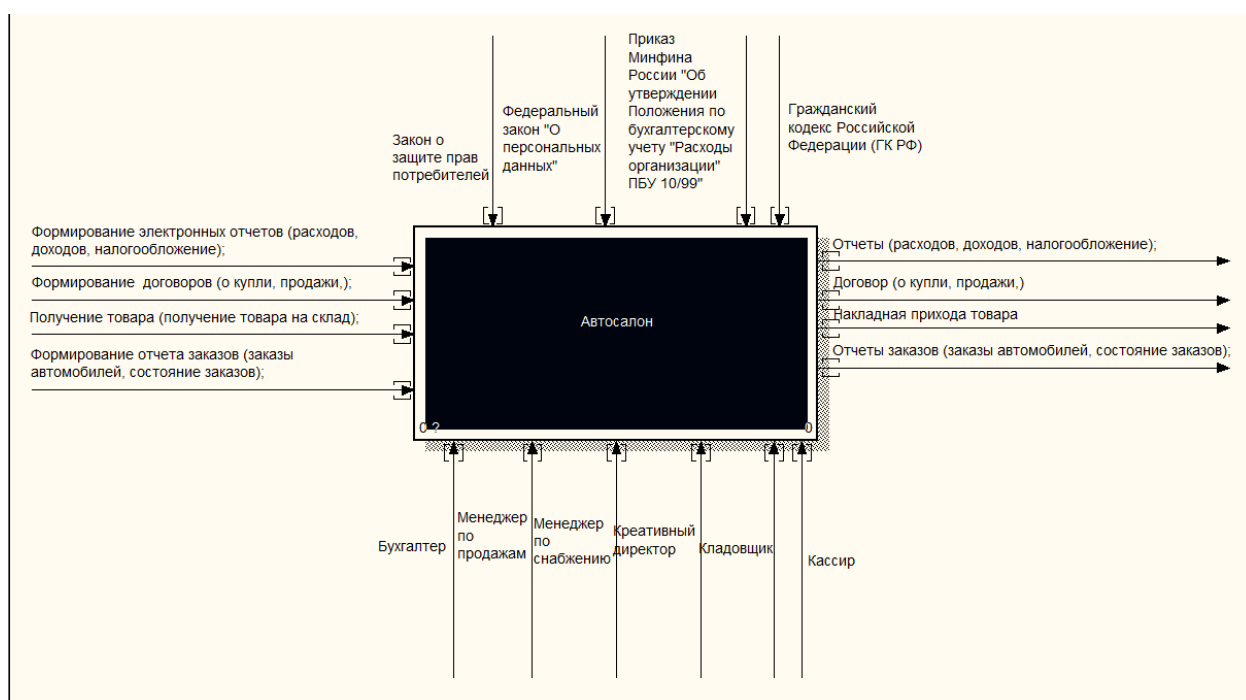 Закон о
защите прав
потребителей
Федеральный
закон "О
персональных
данных"
Приказ
Минфина
России "Об
утверждении
Положения по
бухгалтерскому
учету "Расходы
организации"
ПБУ 10/99"
Гражданский
кодекс Российской
Федерации (ГК РФ)
Формирование электронных отчетов (расходов,
доходов, налогообложение);
Формирование договоров (о купли, продажи,);
Получение товара (получение товара на склад);
Формирование отчета заказов (заказы
автомобилей, состояние заказов);
Автосалон
0 ?
0
Отчеты (расходов, доходов, налогообложение);
Договор (о купли, продажи,)
Накладная прихода товара
Отчеты заказов (заказы автомобилей, состояние заказов);
Бухгалтер
Менеджер
по
продажам
Менеджер
по
снабжению
Креативный
директор
Кладовщик
Кассир